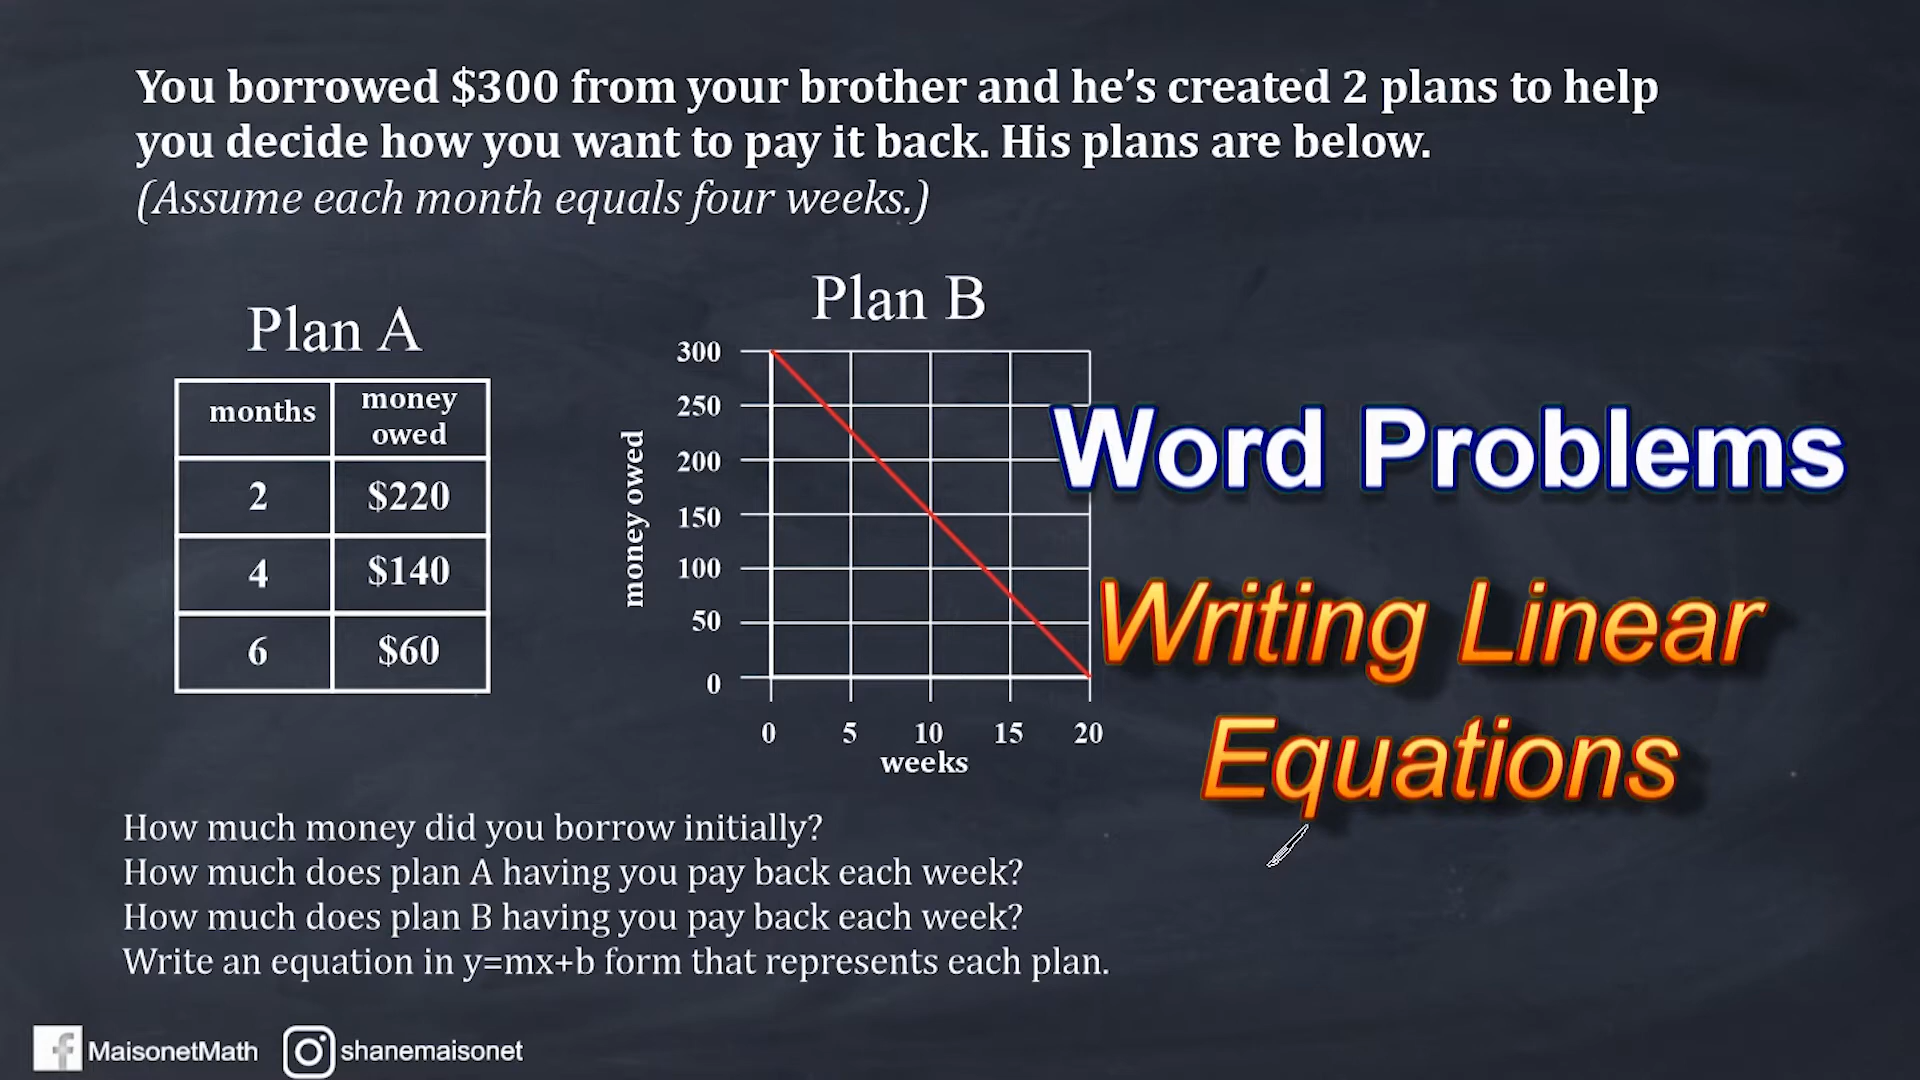 You borrowed $300 from your brother and he’s created 2 plans to help
you decide how you want to pay it back. His plans are below.
(Assume each month equals four weeks.)
Plan A
months money owed
2 $220
4 $140
6 $60
Plan B
money owed
300
250
200
150
100
50
0
0 5 10 15 20
weeks
Word Problems
Writing Linear
Equations
How much money did you borrow initially?
How much does plan A having you pay back each week?
How much does plan B having you pay back each week?
Write an equation in y=mx+b form that represents each plan.
MaisonetMath shanemaisonet